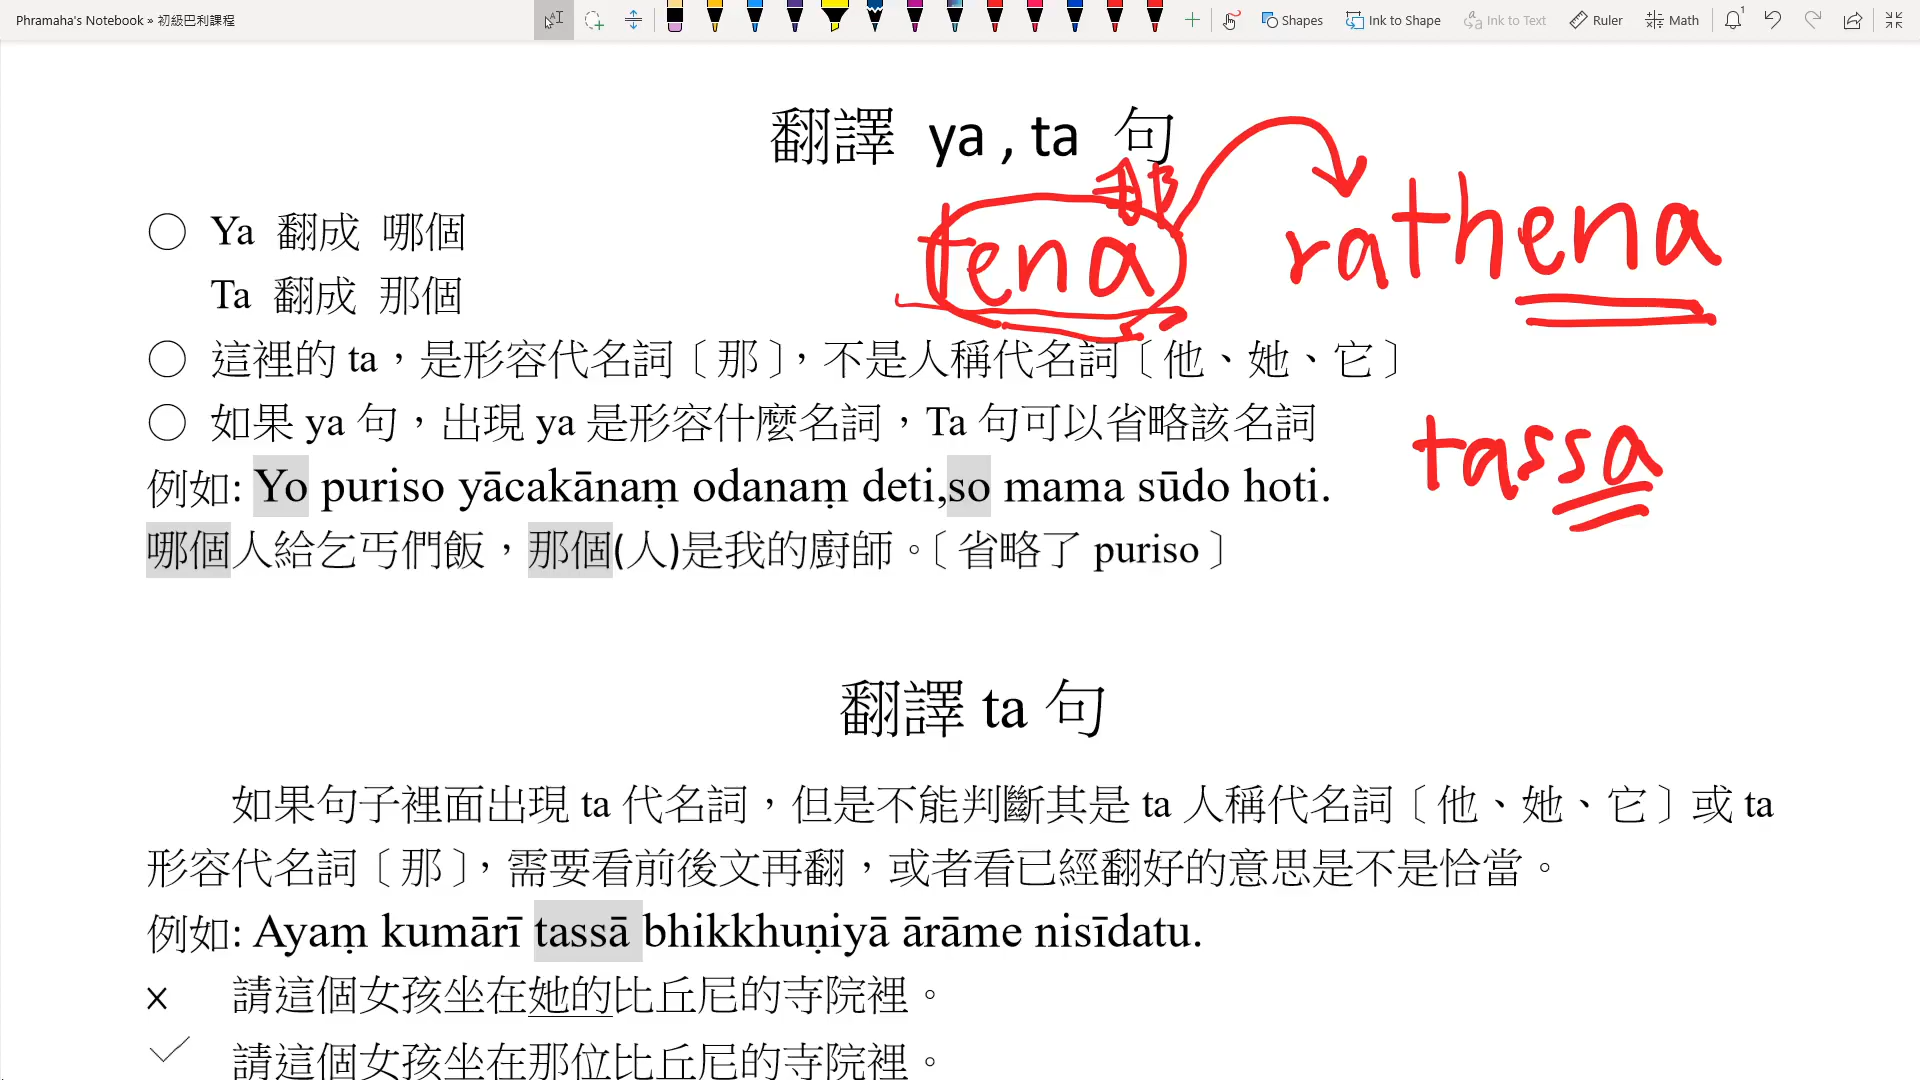 Phramaha's Notebook » 初級巴利課程
Shapes
Ink to Shape
Ink to Text
Ruler
Math
1
翻譯 ya , ta 句
Ya 翻成 哪個
tena
rathena
Ta 翻成 那個
這裡的 ta，是形容代名詞〔那〕，不是人稱代名詞〔他、她、它〕
如果 ya 句，出現 ya 是形容什麼名詞，Ta 句可以省略該名詞
tassa
例如: Yo puriso yācakānaṃ odanaṃ deti,so mama sūdo hoti.
哪個人給乞丐們飯，那個(人)是我的廚師。〔省略了 puriso〕
翻譯 ta 句
如果句子裡面出現 ta 代名詞，但是不能判斷其是 ta 人稱代名詞〔他、她、它〕或 ta
形容代名詞〔那〕，需要看前後文再翻，或者看已經翻好的意思是不是恰當。
例如: Ayaṃ kumārī tassā bhikkhuṇiyā ārāme nisīdatu.
x 請這個女孩坐在她的比丘尼的寺院裡。
請這個女孩坐在那位比丘尼的寺院裡。